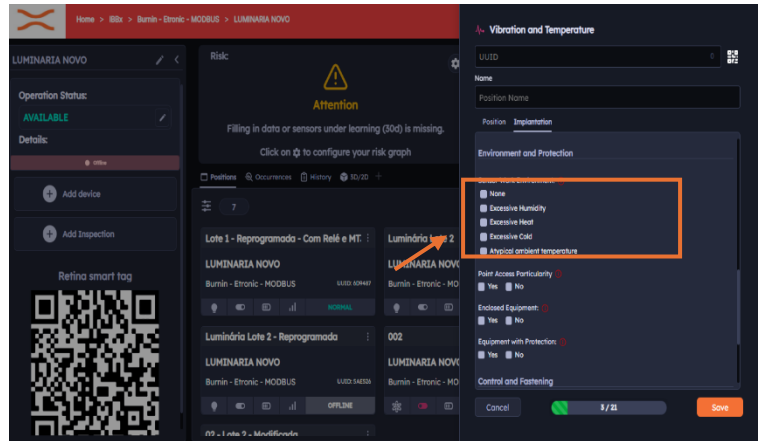 Home > IBBx > Burnin - Etronic - MODBUS > LUMINARIA NOVO
LUMINARIA NOVO
Operation Status:
AVAILABLE
Details:
Offline
Add device
Add Inspection
Retina smart tag
Risk:
Attention
Filling in data or sensors under learning (30d) is missing.
Click on to configure your risk graph
Positions
Occurrences
History
3D/2D
7
Lote 1 - Reprogramada - Com Relé e MT.
LUMINARIA NOVO
Burnin - Etronic - MODBUS
NORMAL
Luminária Lote 2
LUMINARIA NOVO
Burnin - Etronic - MO
Luminária Lote 2 - Reprogramada
LUMINARIA NOVO
Burnin - Etronic - MODBUS
OFFLINE
002
LUMINARIA NOVO
Burnin - Etronic - MO
02 - Lote 2 - Modificada
Vibration and Temperature
UUID
Name
Position Name
Position
Implantation
Environment and Protection
None
Excessive Humidity
Excessive Heat
Excessive Cold
Atypical ambient temperature
Point Access Particularity
Yes No
Enclosed Equipment:
Yes No
Equipment with Protection:
Yes No
Control and Fastening
Cancel
3 / 21
Save